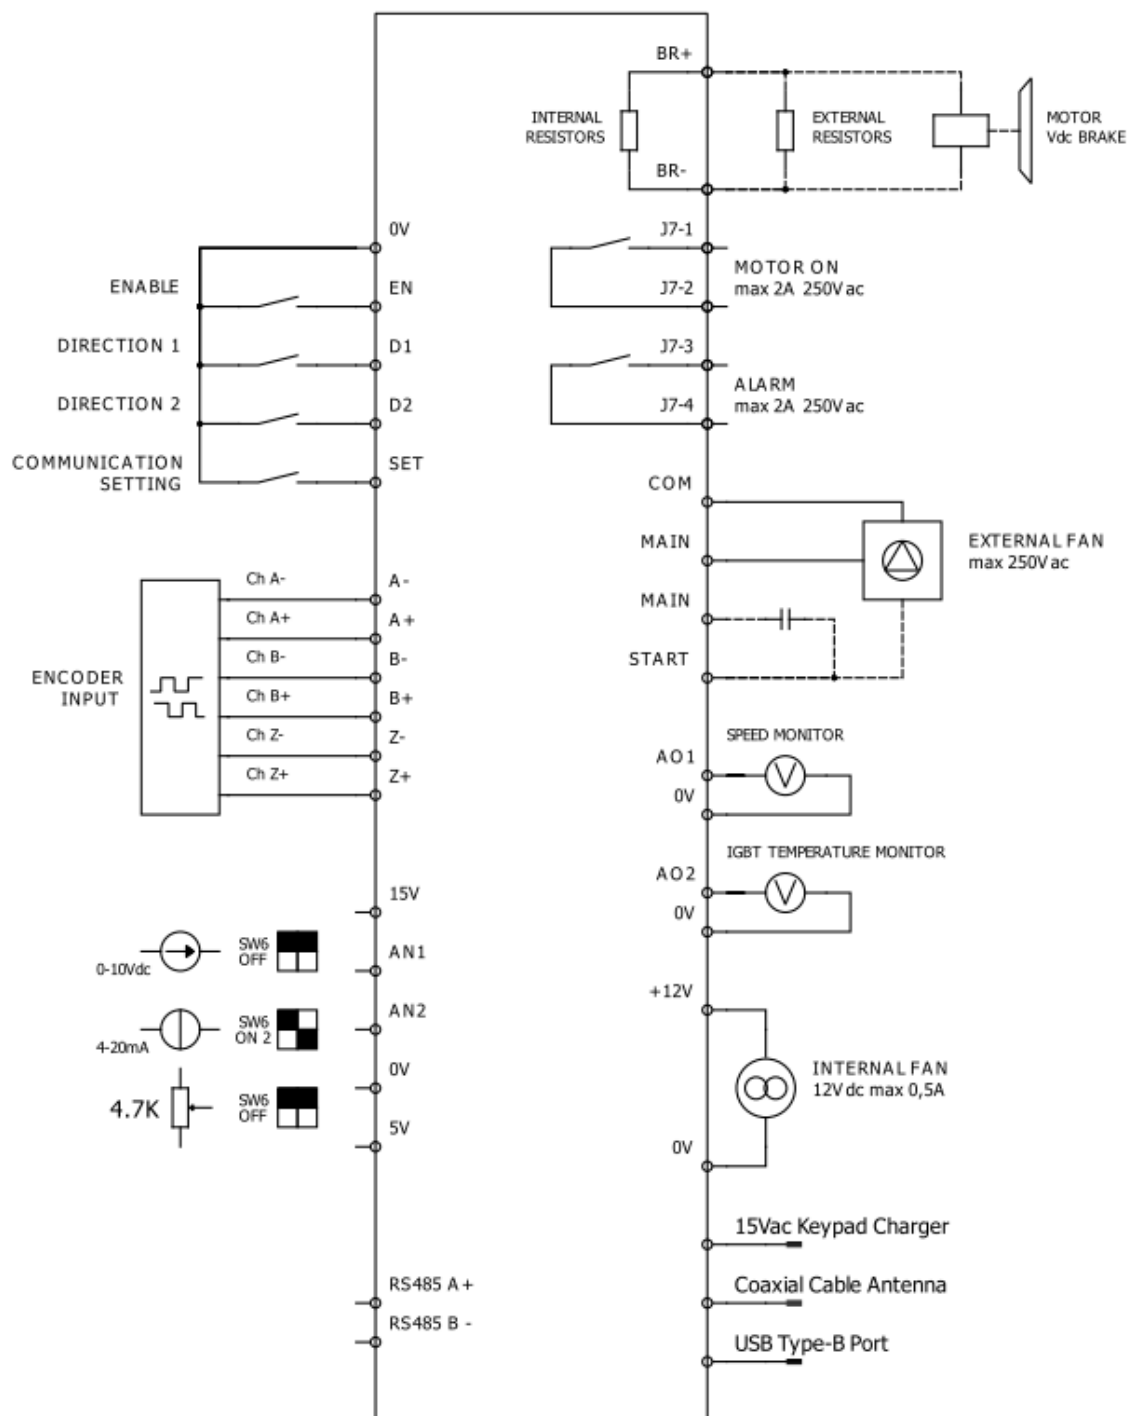 BR+
INTERNAL
RESISTORS
EXTERNAL
RESISTORS
MOTOR
Vdc BRAKE
BR-
0V
J7-1
MOTOR ON
max 2A 250Vac
ENABLE
EN
J7-2
DIRECTION 1
D1
J7-3
ALARM
max 2A 250Vac
DIRECTION 2
D2
J7-4
COMMUNICATION
SETTING
SET
COM
MAIN
EXTERNAL FAN
max 250Vac
MAIN
START
ENCODER
INPUT
Ch A-
A-
Ch A+
A+
Ch B-
B-
Ch B+
B+
Ch Z-
Z-
Ch Z+
Z+
SPEED MONITOR
AO1
V
0V
IGBT TEMPERATURE MONITOR
AO2
V
0V
15V
0-10Vdc
SW6
OFF
AN1
4-20mA
SW6
ON 2
AN2
0V
4.7K
SW6
OFF
5V
+12V
INTERNAL FAN
12Vdc max 0,5A
0V
15Vac Keypad Charger
RS485 A+
Coaxial Cable Antenna
RS485 B -
USB Type-B Port